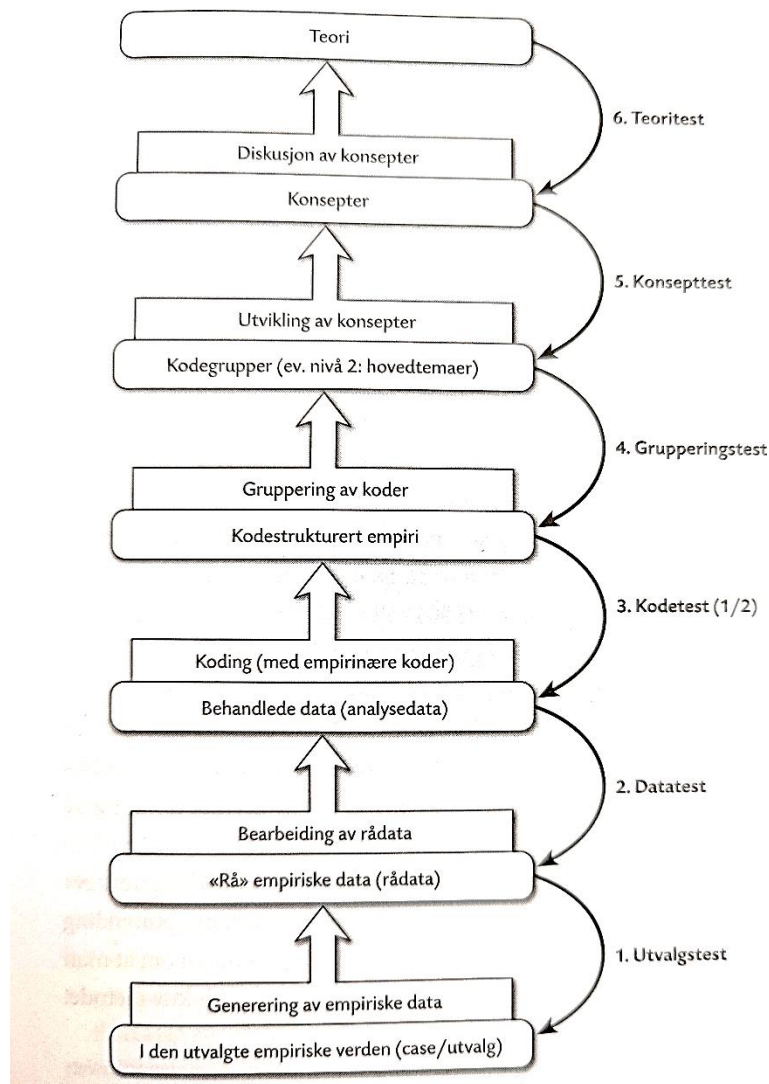 Teori
6. Teoritest
Diskusjon av konsepter
Konsepter
5. Konsepttest
Utvikling av konsepter
Kodegrupper (ev. nivå 2: hovedtemaer)
4. Grupperingstest
Gruppering av koder
Kodestrukturert empiri
3. Kodetest (1/2)
Koding (med empirinære koder)
Behandlede data (analysedata)
2. Datatest
Bearbeiding av rådata
«Rå» empiriske data (rådata)
1. Utvalgstest
Generering av empiriske data
I den utvalgte empiriske verden (case/utvalg)